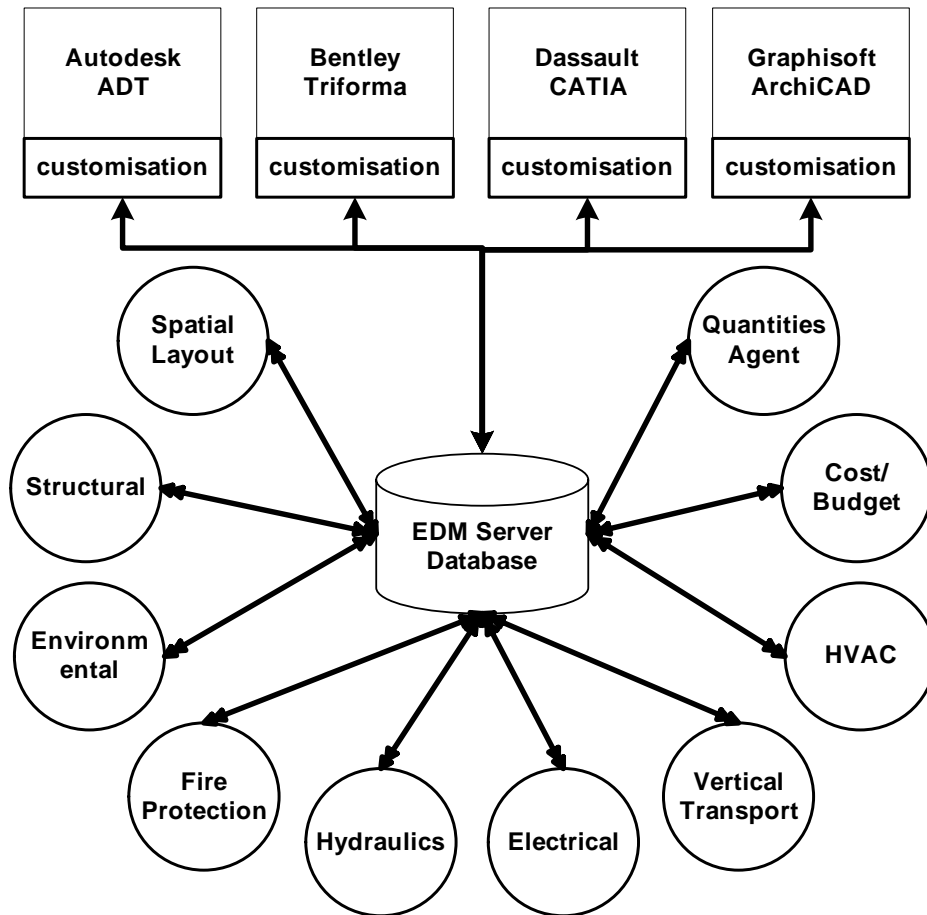 Autodesk
ADT
Bentley
Triforma
Dassault
CATIA
Graphisoft
ArchiCAD
customisation
customisation
customisation
customisation
Spatial
Layout
Quantities
Agent
Structural
Cost/
Budget
EDM Server
Database
Environm
ental
HVAC
Fire
Protection
Hydraulics
Electrical
Vertical
Transport